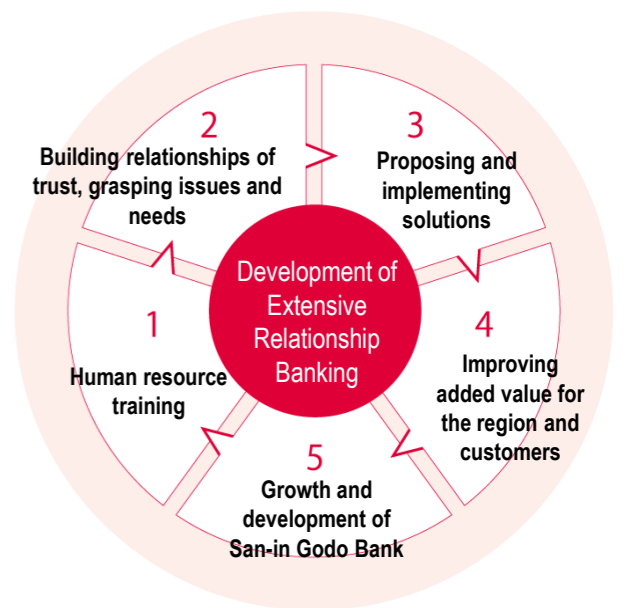 2
Building relationships of
trust, grasping issues and
needs
3
Proposing and
implementing
solutions
Development of
Extensive
Relationship
Banking
1
Human resource
training
4
Improving
added value for
the region and
customers
5
Growth and
development of
San-in Godo Bank